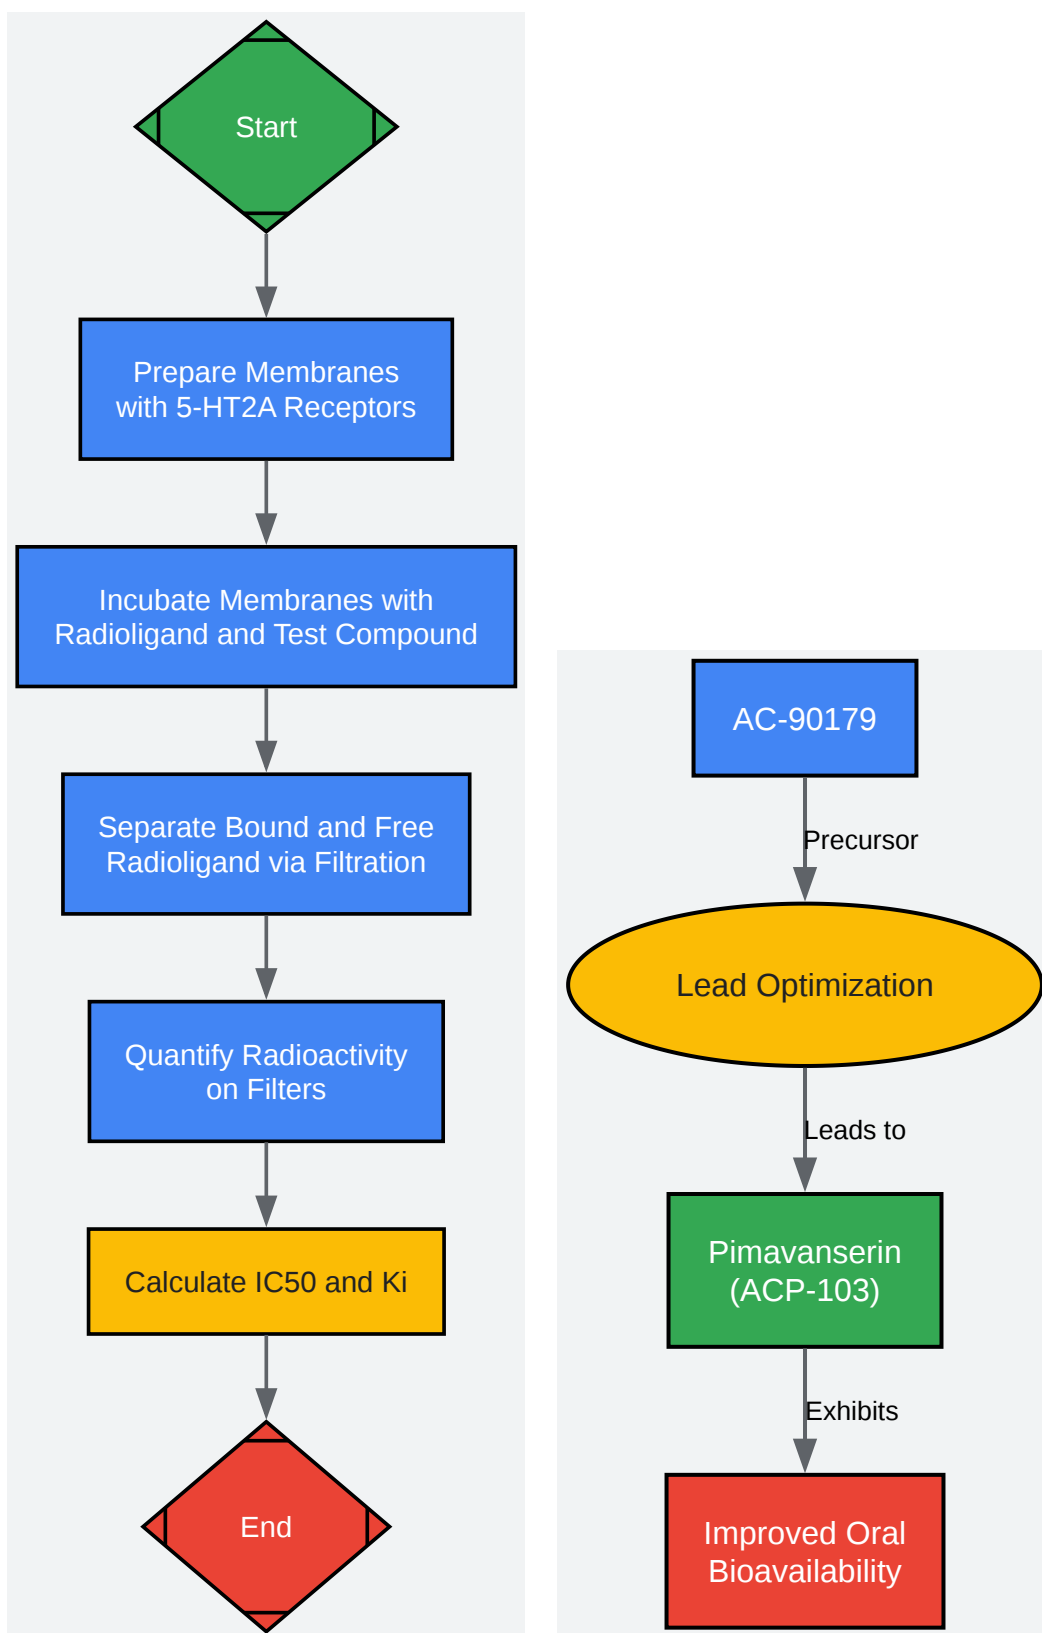 Start
Prepare Membranes
with 5-HT2A Receptors
Incubate Membranes with
Radioligand and Test Compound
Separate Bound and Free
Radioligand via Filtration
Quantify Radioactivity
on Filters
Calculate IC50 and Ki
End
AC-90179
Precursor
Lead Optimization
Leads to
Pimavanserin
(ACP-103)
Exhibits
Improved Oral
Bioavailability